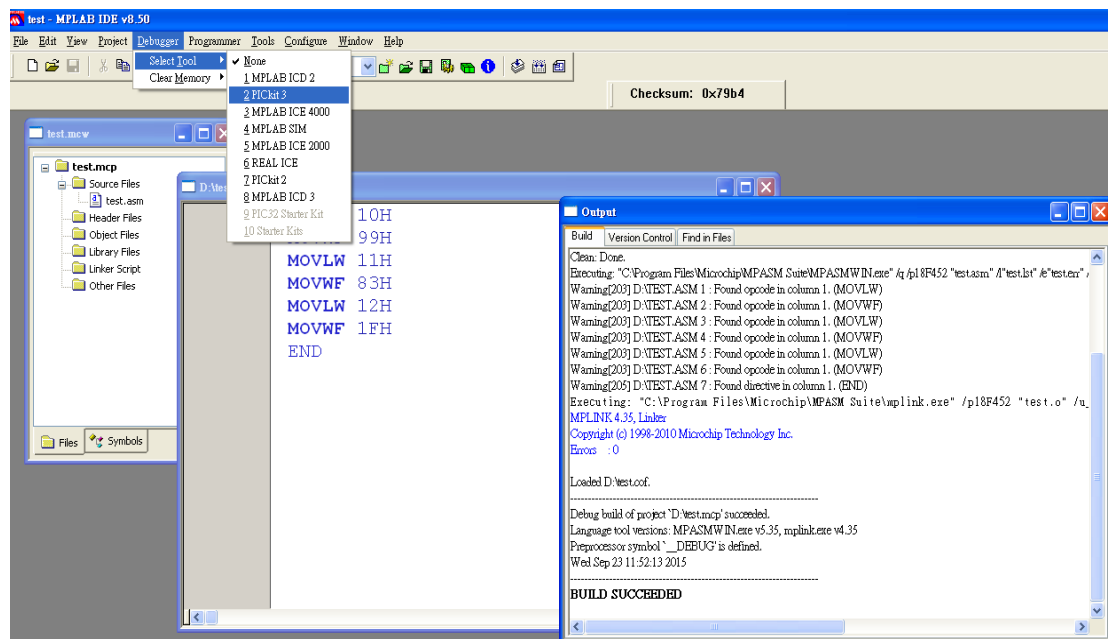 test - MPLAB IDE v8.50
File Edit View Project Debugger Programmer Tools Configure Window Help
Select Tool
Clear Memory
None
1 MPLAB ICD 2
2 PICkit 3
3 MPLAB ICE 4000
4 MPLAB SIM
5 MPLAB ICE 2000
6 REAL ICE
7 PICkit 2
8 MPLAB ICD 3
9 PIC32 Starter Kit
10 Starter Kits
Checksum: 0x79b4
test.mcw
test.mcp
Source Files
test.asm
Header Files
Object Files
Library Files
Linker Script
Other Files
Files Symbols
10H
99H
MOVLW 11H
MOVWF 83H
MOVLW 12H
MOVWF 1FH
END
Output
Build Version Control Find in Files
Clean: Done.
Executing: "C:\Program Files\Microchip\MPASM Suite\MPASMWIN.exe" /q /p18F452 "test.asm" /l"test.lst" /e"test.err" /
Warning[203] D:\TEST.ASM 1 : Found opcode in column 1. (MOVLW)
Warning[203] D:\TEST.ASM 2 : Found opcode in column 1. (MOVWF)
Warning[203] D:\TEST.ASM 3 : Found opcode in column 1. (MOVLW)
Warning[203] D:\TEST.ASM 4 : Found opcode in column 1. (MOVWF)
Warning[203] D:\TEST.ASM 5 : Found opcode in column 1. (MOVLW)
Warning[203] D:\TEST.ASM 6 : Found opcode in column 1. (MOVWF)
Warning[205] D:\TEST.ASM 7 : Found directive in column 1. (END)
Executing: "C:\Program Files\Microchip\MPASM Suite\mplink.exe" /p18F452 "test.o" /u_
MPLINK 4.35, Linker
Copyright (c) 1998-2010 Microchip Technology Inc.
Errors : 0
Loaded D:\test.cof.
Debug build of project `D:\test.mcp' succeeded.
Language tool versions: MPASMWIN.exe v5.35, mplink.exe v4.35
Preprocessor symbol `__DEBUG' is defined.
Wed Sep 23 11:52:13 2015
BUILD SUCCEEDED